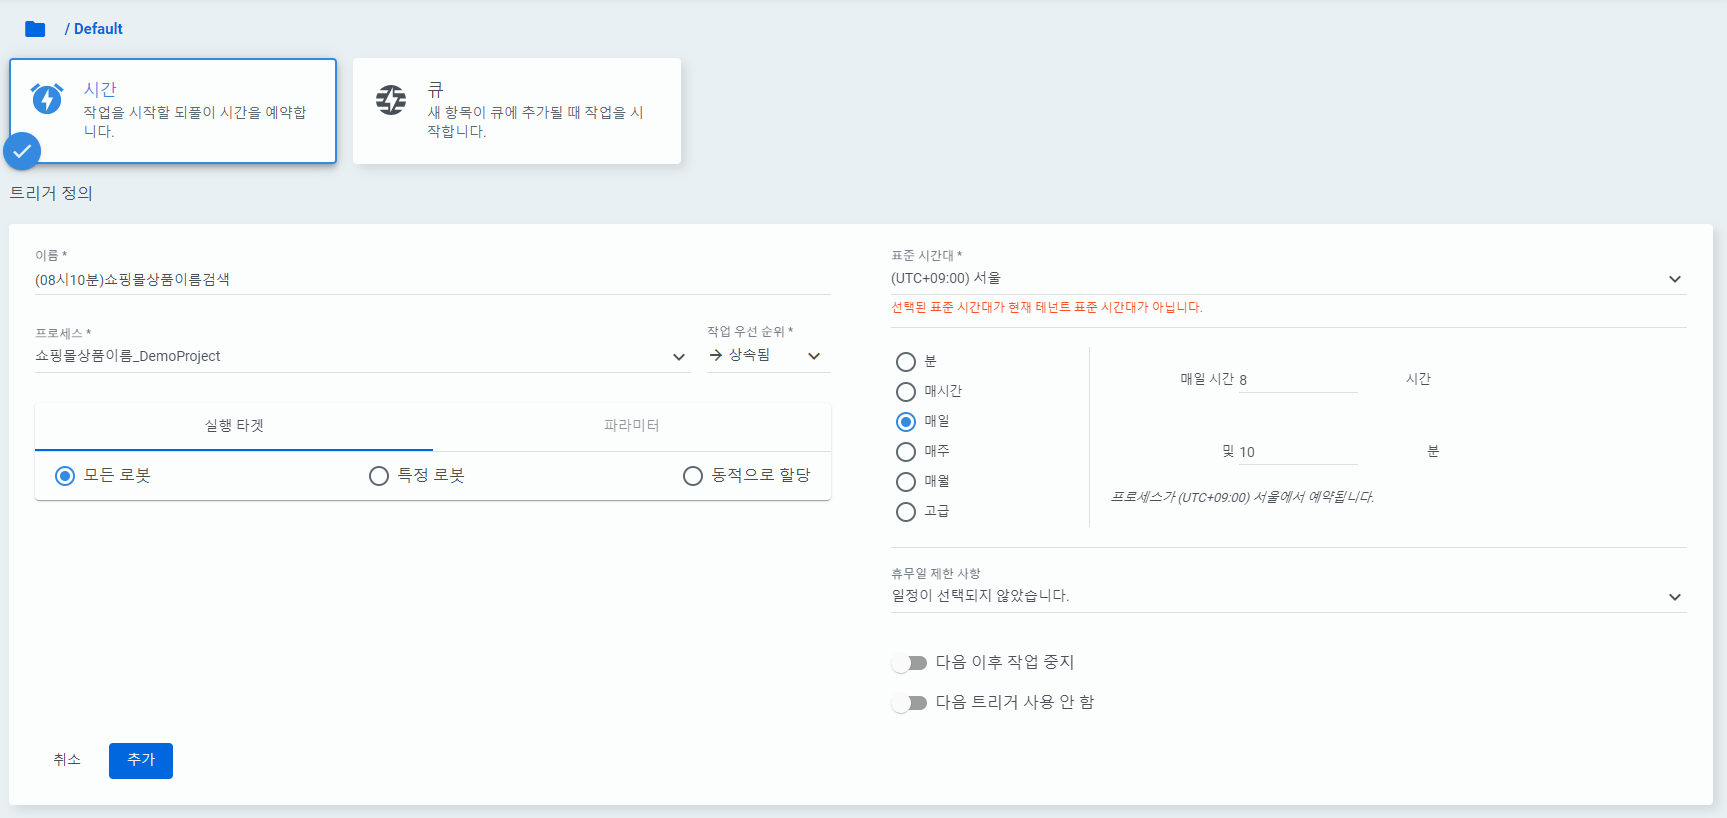 / Default
시간
작업을 시작할 되풀이 시간을 예약합
니다.
큐
새 항목이 큐에 추가될 때 작업을 시
작합니다.
트리거 정의
이름 *
(08시10분)쇼핑몰상품이름검색
프로세스 *
쇼핑몰상품이름_DemoProject
작업 우선 순위 *
상속됨
실행 타겟
파라미터
모든 로봇
특정 로봇
동적으로 할당
표준 시간대 *
(UTC+09:00) 서울
선택된 표준 시간대가 현재 테넌트 표준 시간대가 아닙니다.
분
매시간
매일
매주
매월
고급
매일 시간 8 시간
및 10 분
프로세스가 (UTC+09:00) 서울에서 예약됩니다.
휴무일 제한 사항
일정이 선택되지 않았습니다.
다음 이후 작업 중지
다음 트리거 사용 안 함
취소
추가